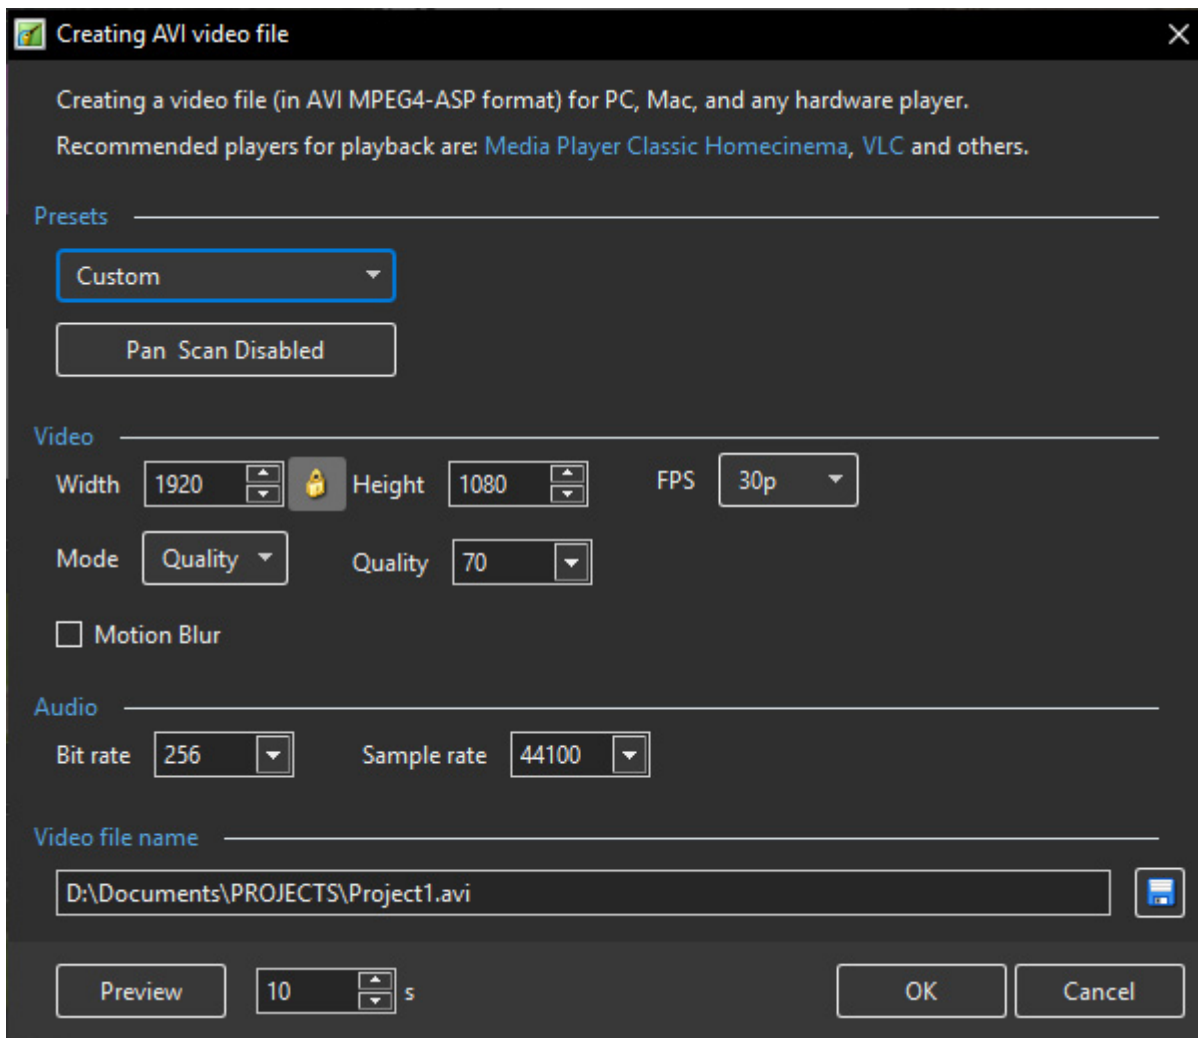 Creating AVI video file
Creating a video file (in AVI MPEG4-ASP format) for PC, Mac, and any hardware player.
Recommended players for playback are: Media Player Classic Homecinema, VLC and others.
Presets
Custom
Pan  Scan Disabled
Video
Width 1920 Height 1080 FPS 30p
Mode Quality Quality 70
Motion Blur
Audio
Bit rate 256 Sample rate 44100
Video file name
D:\Documents\PROJECTS\Project1.avi
Preview 10 s OK Cancel